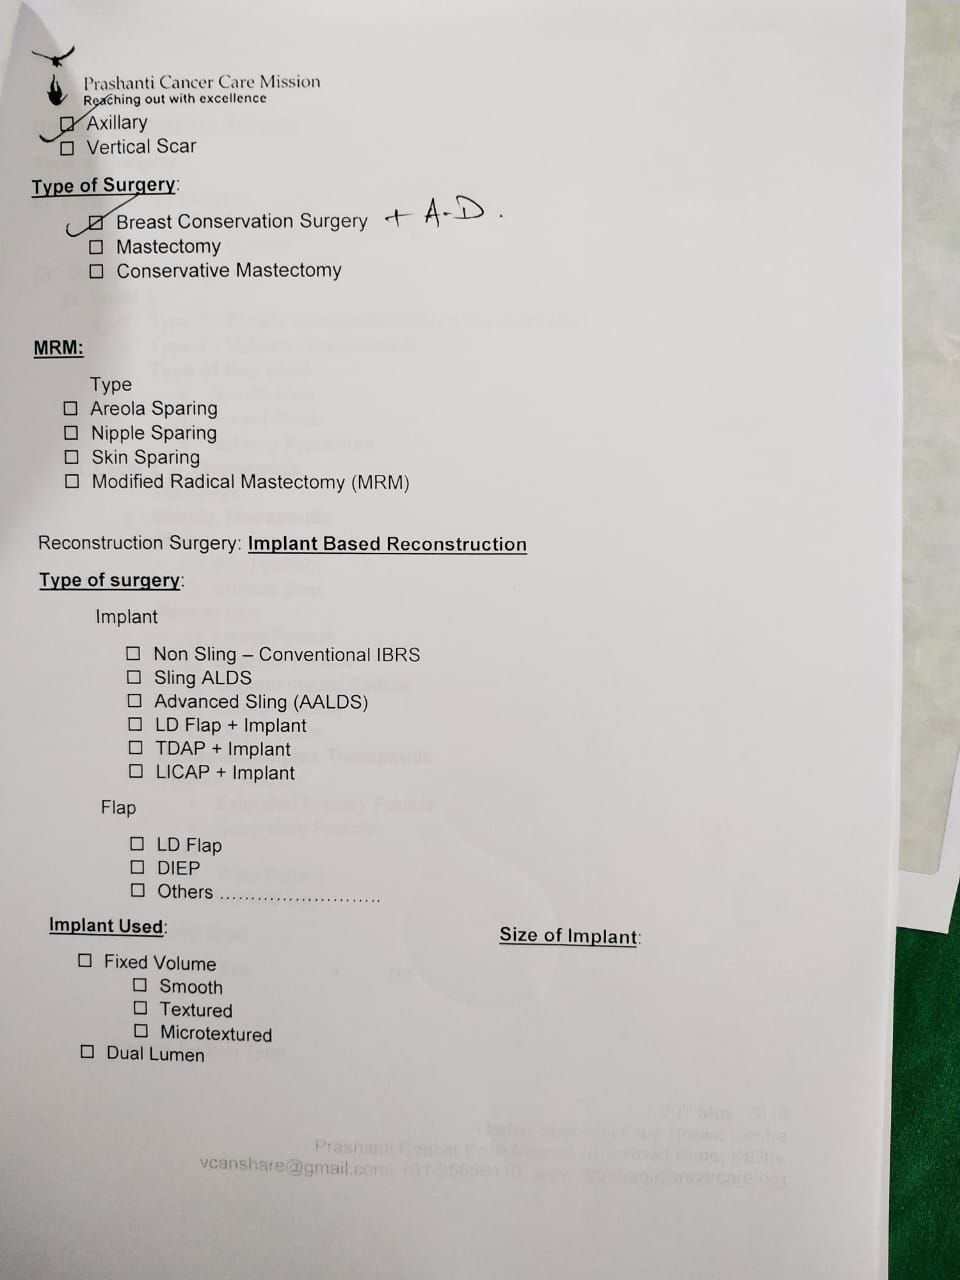 Prashanti Cancer Care Mission
Reaching out with excellence
☑ Axillary
☐ Vertical Scar
Type of Surgery:
☑ Breast Conservation Surgery + A-D.
☐ Mastectomy
☐ Conservative Mastectomy
MRM:
Type
☐ Areola Sparing
☐ Nipple Sparing
☐ Skin Sparing
☐ Modified Radical Mastectomy (MRM)
Reconstruction Surgery: Implant Based Reconstruction
Type of surgery:
Implant
☐ Non Sling – Conventional IBRS
☐ Sling ALDS
☐ Advanced Sling (AALDS)
☐ LD Flap + Implant
☐ TDAP + Implant
☐ LICAP + Implant
Flap
☐ LD Flap
☐ DIEP
☐ Others ..........................
Implant Used:
Size of Implant:
☐ Fixed Volume
☐ Smooth
☐ Textured
☐ Microtextured
☐ Dual Lumen
vcanshare@gmail.com